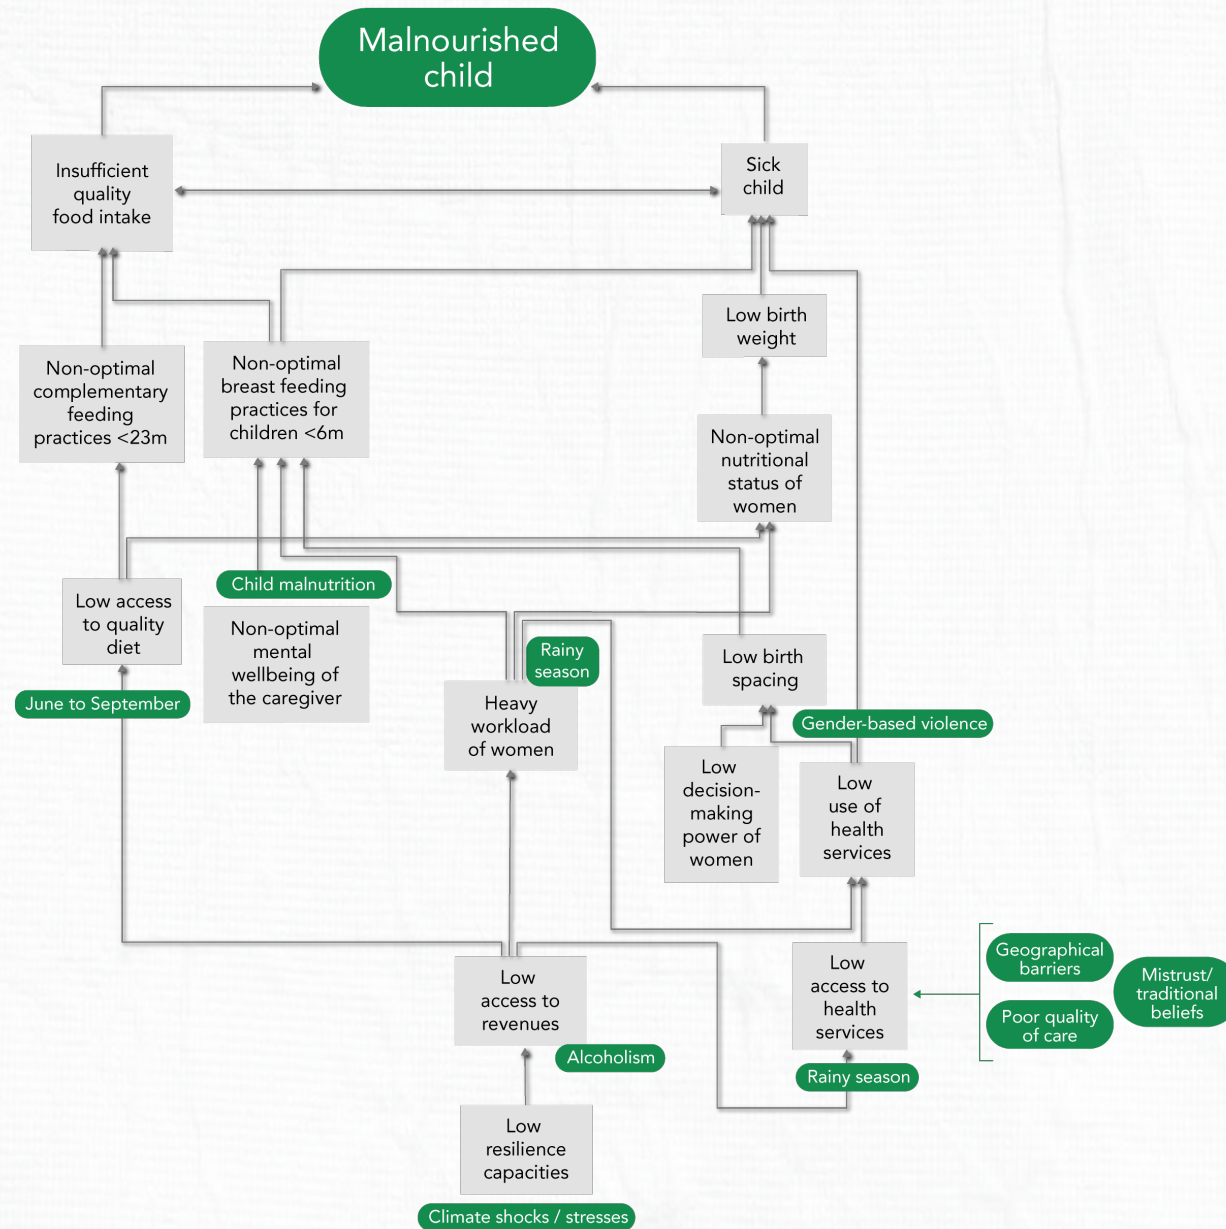 Malnourished
child
Insufficient
quality
food intake
Sick
child
Low birth
weight
Non-optimal
complementary
feeding
practices <23m
Non-optimal
breast feeding
practices for
children <6m
Non-optimal
nutritional
status of
women
Child malnutrition
Low access
to quality
diet
Non-optimal
mental
wellbeing of
the caregiver
June to September
Rainy
season
Heavy
workload
of women
Low birth
spacing
Gender-based violence
Low
decision-
making
power of
women
Low
use of
health
services
Low
access to
revenues
Alcoholism
Low
access to
health
services
Rainy season
Geographical
barriers
Poor quality
of care
Mistrust/
traditional
beliefs
Low
resilience
capacities
Climate shocks / stresses